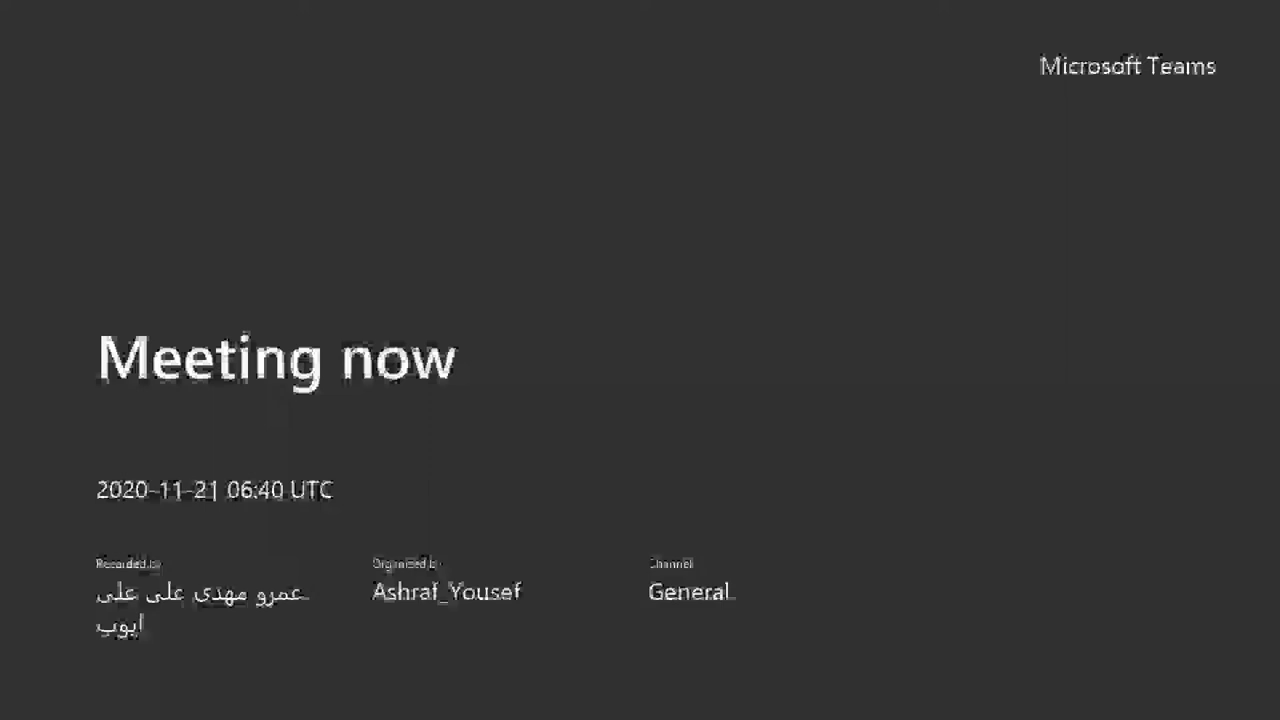 Microsoft Teams
Meeting now
2020-11-21 06:40 UTC
Recorded by
Organized by
Channel
عمرو مهدى على على
ايوب
Ashraf_Yousef
General